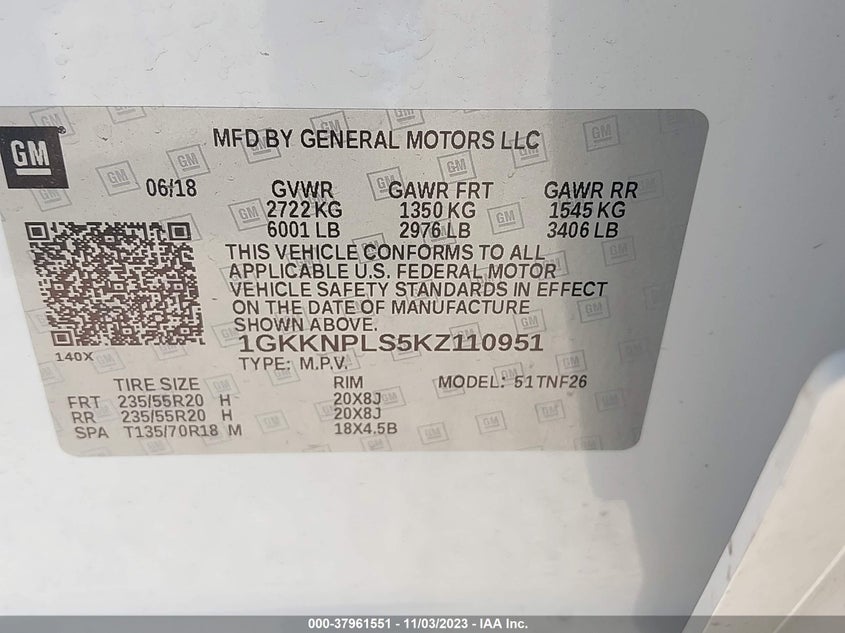 GM
MFD BY GENERAL MOTORS LLC
06/18 GVWR GAWR FRT GAWR RR
2722 KG 1350 KG 1545 KG
6001 LB 2976 LB 3406 LB
THIS VEHICLE CONFORMS TO ALL
APPLICABLE U.S. FEDERAL MOTOR
VEHICLE SAFETY STANDARDS IN EFFECT
ON THE DATE OF MANUFACTURE
SHOWN ABOVE.
1GKKNPLS5KZ110951
140X
TYPE: M.P.V.
TIRE SIZE RIM MODEL: 51TNF26
FRT 235/55R20 H 20X8J
RR 235/55R20 H 20X8J
SPA T135/70R18 M 18X4.5B
000-37961551 - 11/03/2023 - IAA Inc.